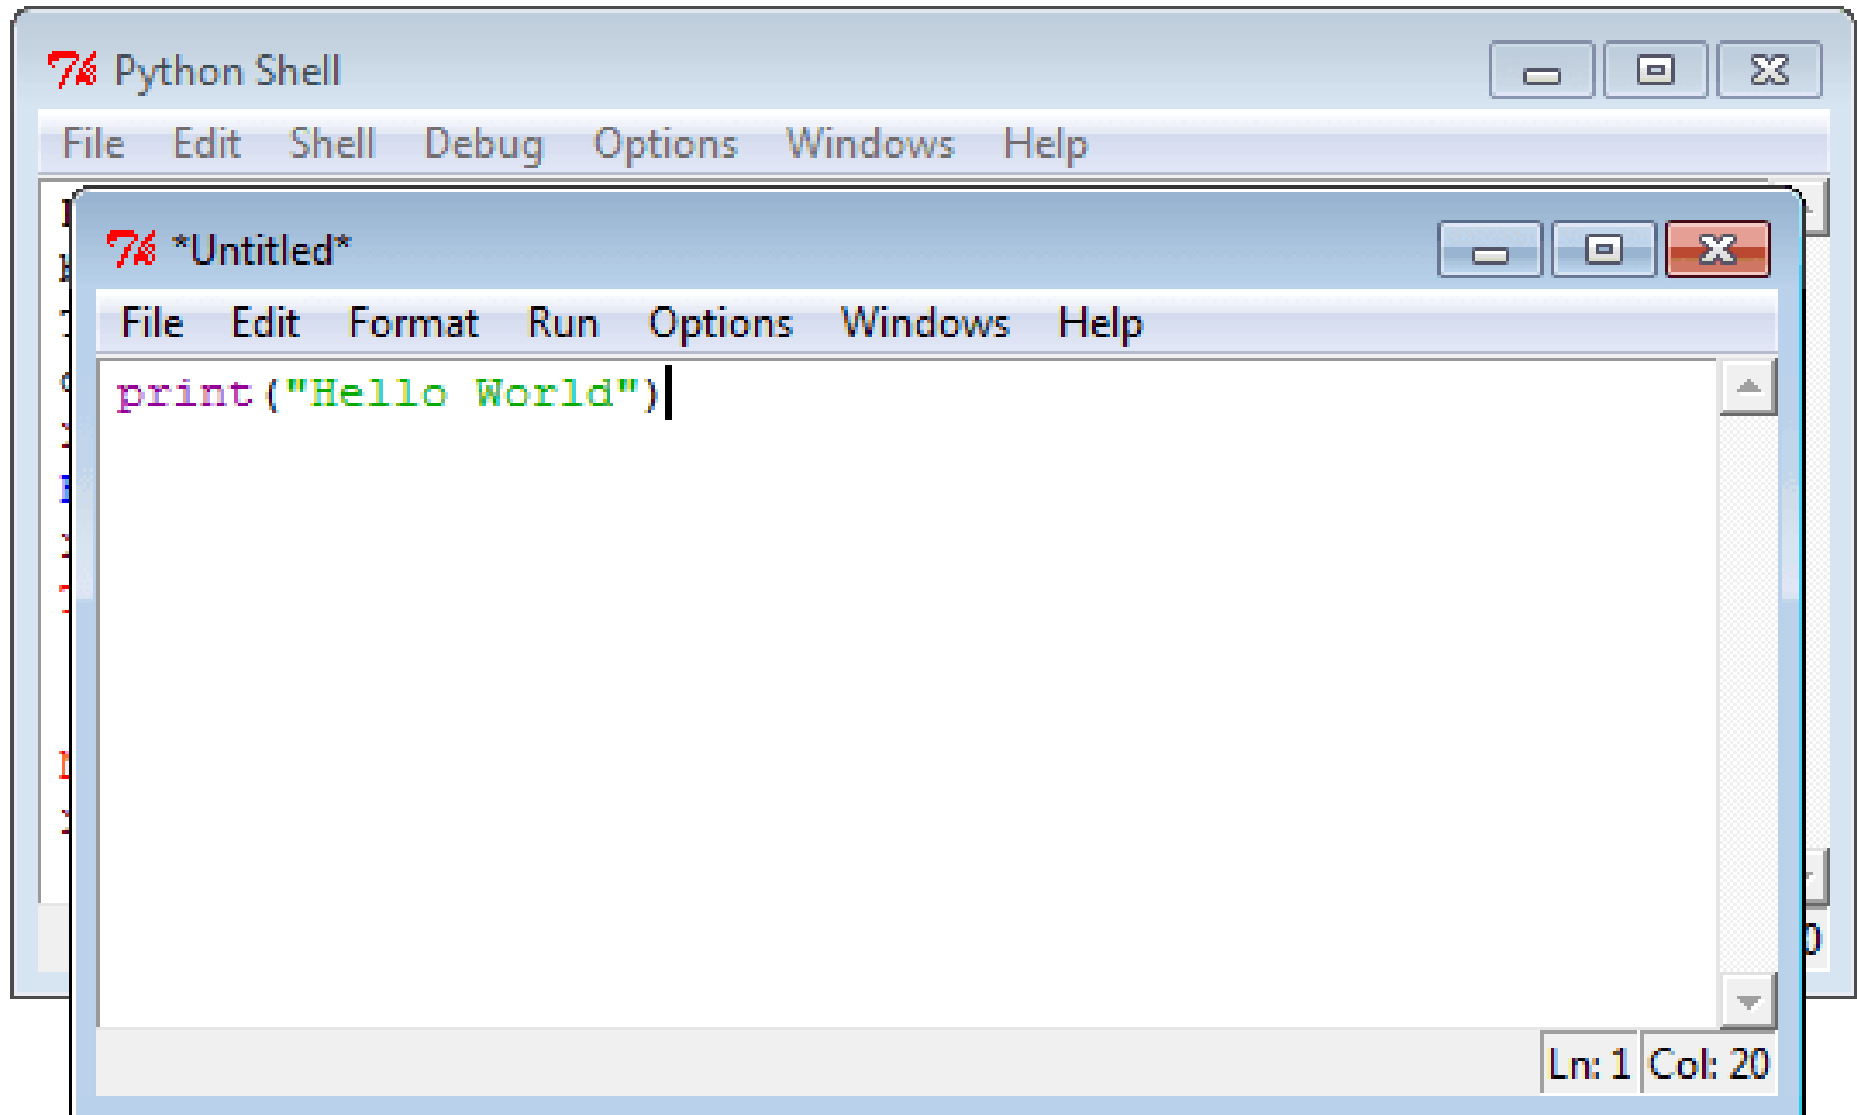 Python Shell
File Edit Shell Debug Options Windows Help
*Untitled*
File Edit Format Run Options Windows Help
print("Hello World")
Ln: 1 Col: 20